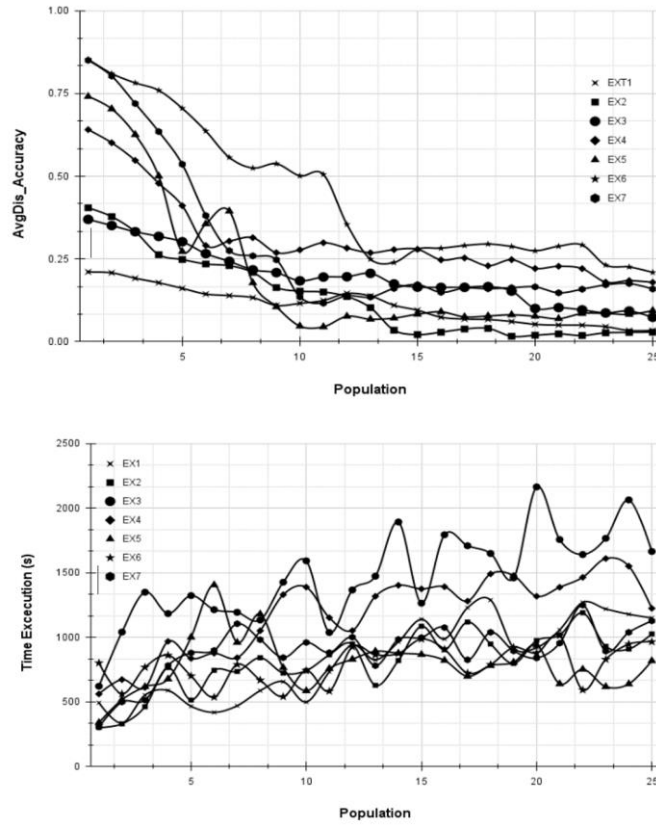 1.00
0.75
0.50
0.25
0.00
AvgDis_Accuracy
EXT1
EX2
EX3
EX4
EX5
EX6
EX7
5
10
15
20
25
Population
2500
2000
1500
1000
500
0
Time Excecution (s)
EX1
EX2
EX3
EX4
EX5
EX6
EX7
5
10
15
20
25
Population